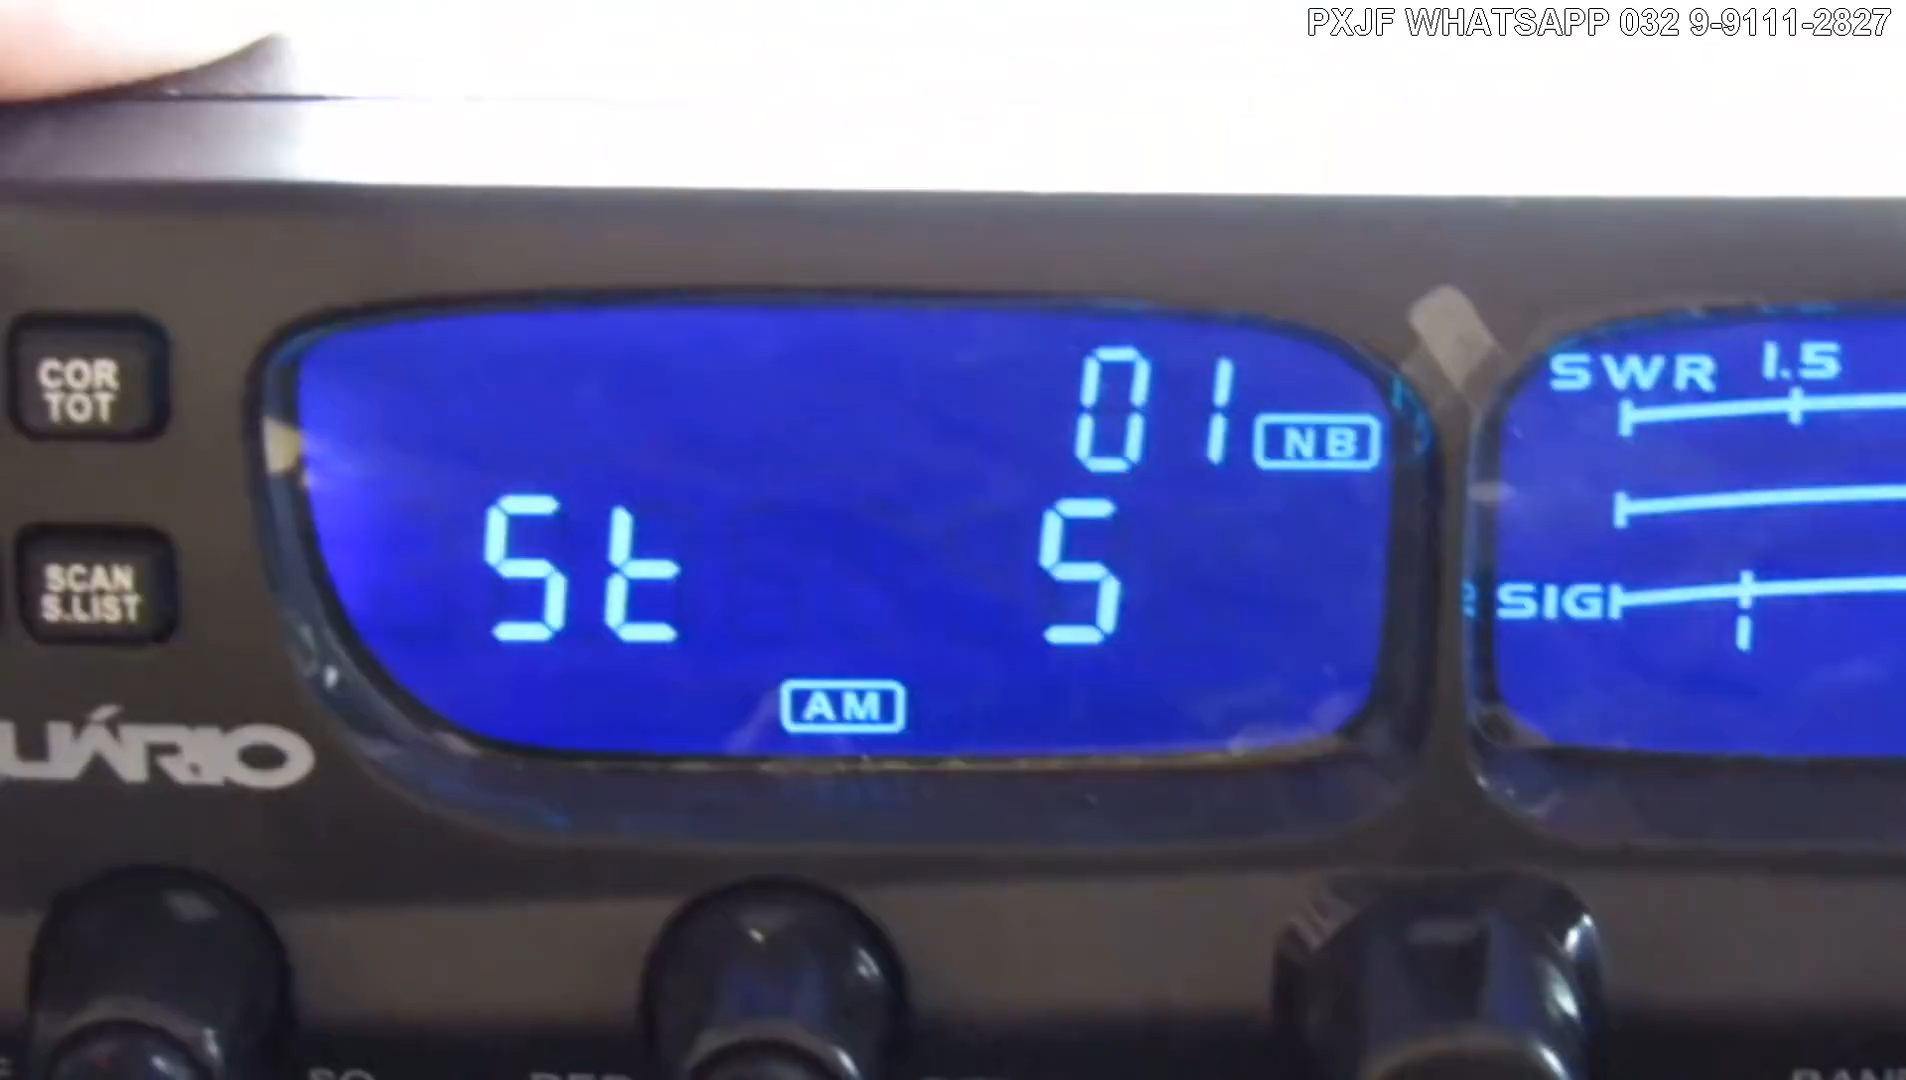 PXJF WHATSAPP 032 9-9111-2827
COR
TOT
SCAN
S.LIST
UÁRIO
01
NB
St 5
AM
SWR 1.5
SIG
1